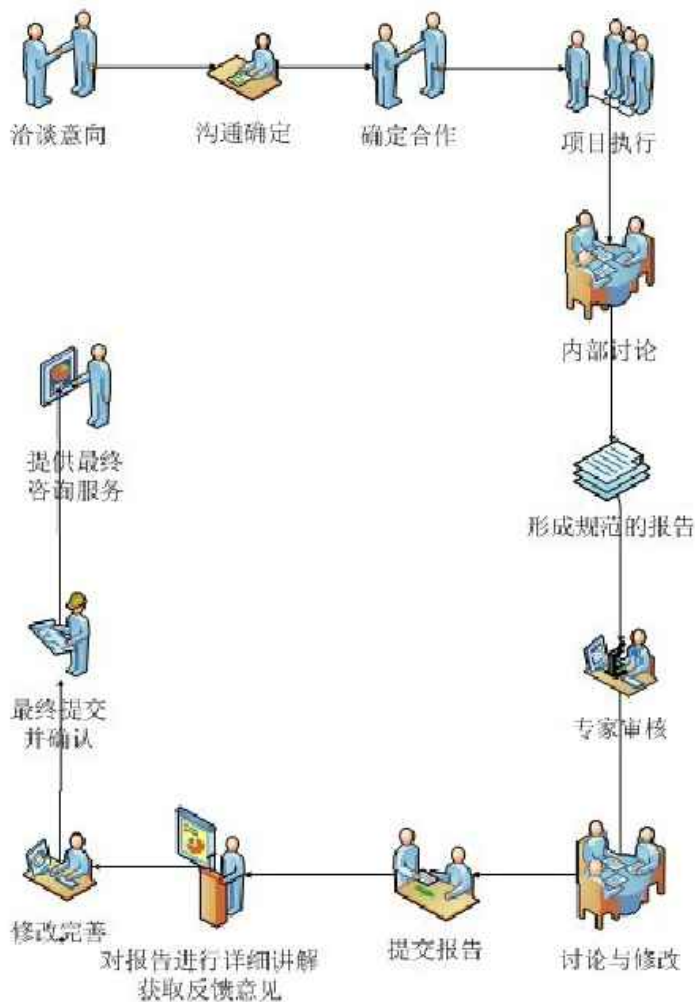 洽谈意向
沟通确定
确定合作
项目执行
内部讨论
形成规范的报告
专家审核
讨论与修改
提交报告
对报告进行详细讲解
获取反馈意见
修改完善
最终提交
并确认
提供最终
咨询服务